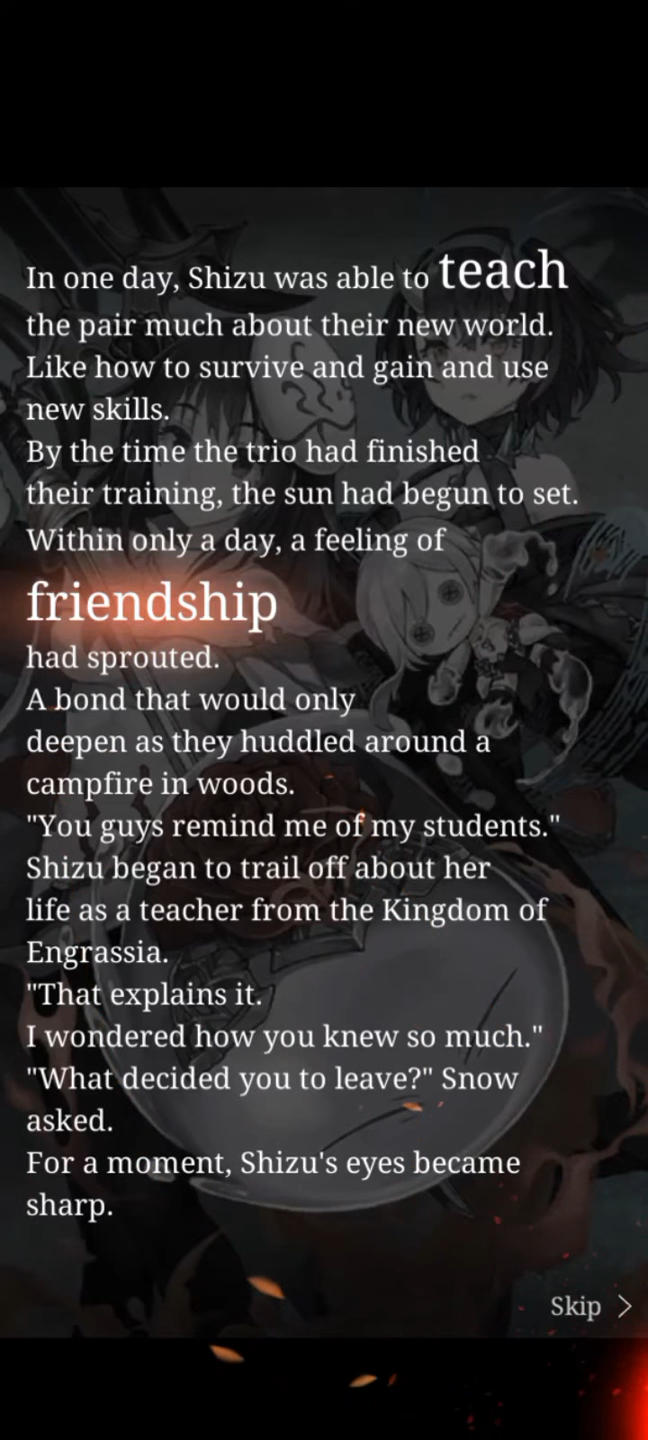 In one day, Shizu was able to teach
the pair much about their new world.
Like how to survive and gain and use
new skills.
By the time the trio had finished
their training, the sun had begun to set.
Within only a day, a feeling of
friendship
had sprouted.
A bond that would only
deepen as they huddled around a
campfire in woods.
"You guys remind me of my students."
Shizu began to trail off about her
life as a teacher from the Kingdom of
Engrassia.
"That explains it.
I wondered how you knew so much."
"What decided you to leave?" Snow
asked.
For a moment, Shizu's eyes became
sharp.
Skip >